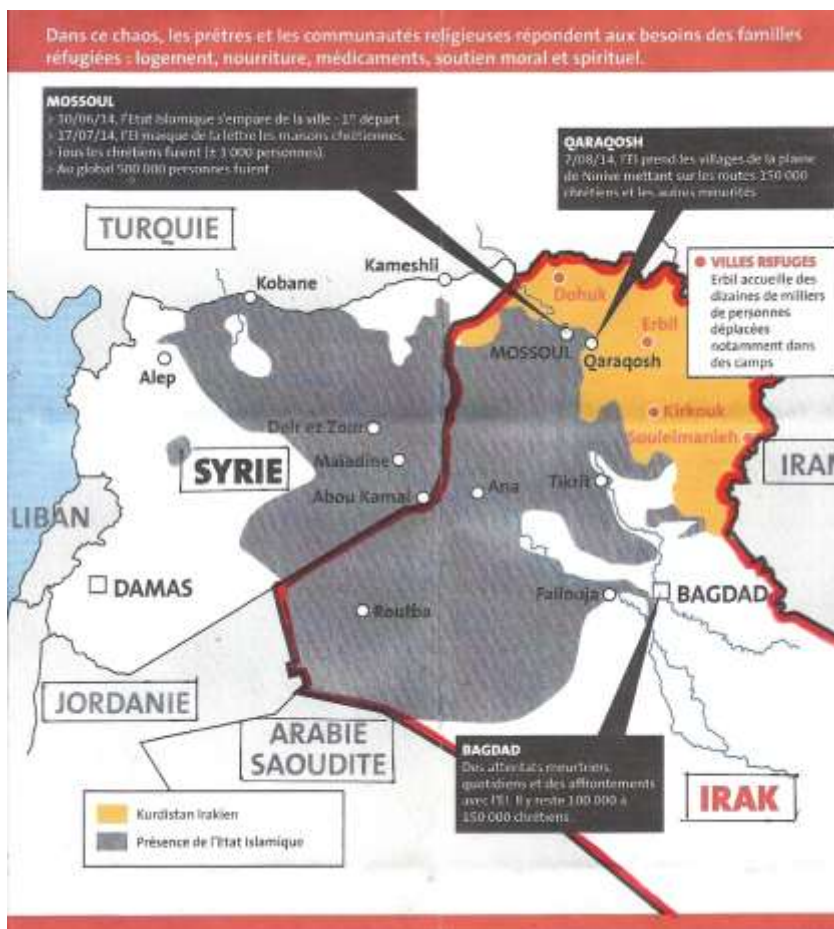 Dans ce chaos, les prêtres et les communautés religieuses répondent aux besoins des familles
réfugiées : logement, nourriture, médicaments, soutien moral et spirituel.
MOSSOUL
> 10/06/14, l'Etat Islamique s'empare de la ville - 1er départ
> 17/07/14, l'EI marque de la lettre les maisons chrétiennes.
> Tous les chrétiens fuient (± 3 000 personnes)
> Au global 500 000 personnes fuient
QARAQOSH
7/08/14, l'EI prend les villages de la plaine
de Ninive mettant sur les routes 150 000
chrétiens et les autres minorités
TURQUIE
Kobane
Kameshli
Dohuk
VILLES REFUGES
Erbil accueille des
dizaines de milliers
de personnes
déplacées
notamment dans
des camps
Erbil
MOSSOUL
Qaraqosh
Alep
Kirkouk
Souleimanieh
Deir ez Zour
SYRIE
Maïadine
Abou Kamal
Ana
Tikrit
IRAN
LIBAN
DAMAS
Routba
Fallouja
BAGDAD
JORDANIE
ARABIE
SAOUDITE
BAGDAD
Des attentats meurtriers
quotidiens et des affrontements
avec l'EI. Il y reste 100 000 à
150 000 chrétiens
IRAK
Kurdistan Irakien
Présence de l'Etat Islamique